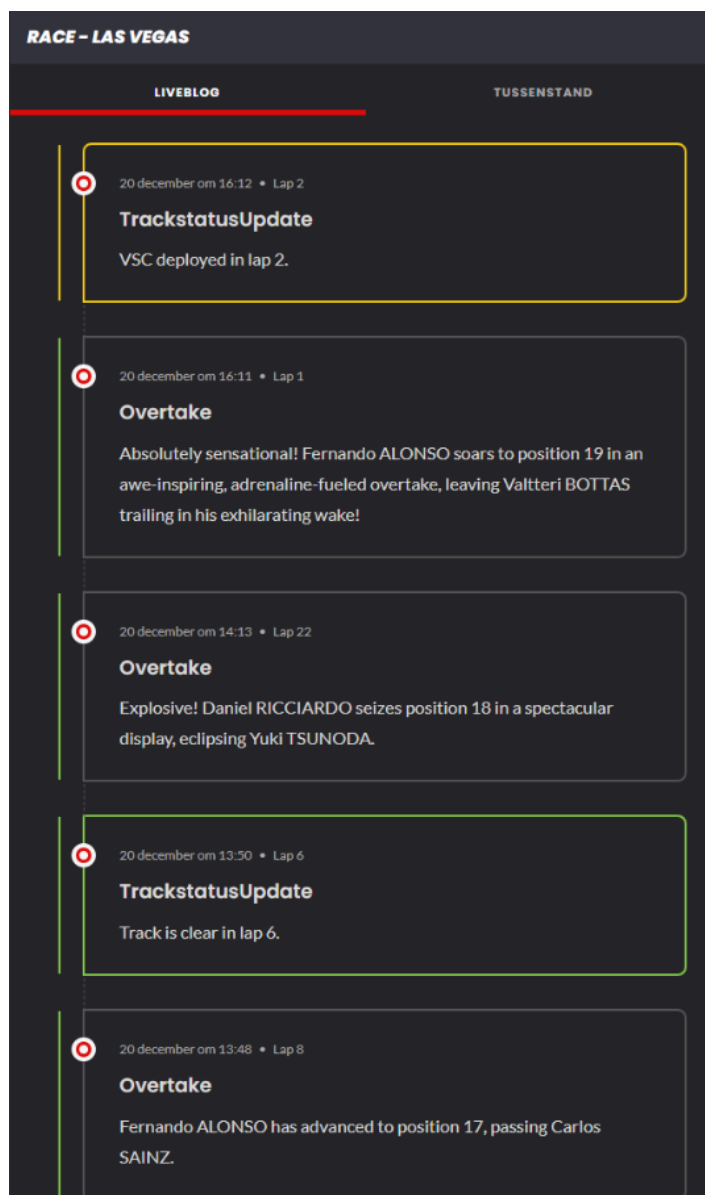 RACE – LAS VEGAS
LIVEBLOG
TUSSENSTAND
20 december om 16:12 • Lap 2
TrackstatusUpdate
VSC deployed in lap 2.
20 december om 16:11 • Lap 1
Overtake
Absolutely sensational! Fernando ALONSO soars to position 19 in an
awe-inspiring, adrenaline-fueled overtake, leaving Valtteri BOTTAS
trailing in his exhilarating wake!
20 december om 14:13 • Lap 22
Overtake
Explosive! Daniel RICCIARDO seizes position 18 in a spectacular
display, eclipsing Yuki TSUNODA.
20 december om 13:50 • Lap 6
TrackstatusUpdate
Track is clear in lap 6.
20 december om 13:48 • Lap 8
Overtake
Fernando ALONSO has advanced to position 17, passing Carlos
SAINZ.